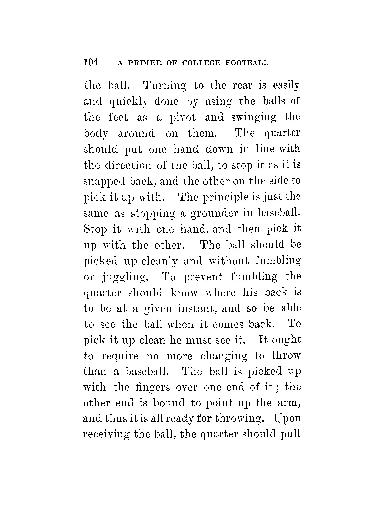 104 A PRIMER OF COLLEGE FOOTBALL.
the ball. Turning to the rear is easily
and quickly done by using the balls of
the feet as a pivot and swinging the
body around on them. The quarter
should put one hand down in line with
the direction of the ball, to stop it as it is
snapped back, and the other on the side to
pick it up with. The principle is just the
same as stopping a grounder in baseball.
Stop it with one hand, and then pick it
up with the other. The ball should be
picked up cleanly and without fumbling
or juggling. To prevent fumbling the
quarter should know where his back is
to be at a given instant, and so be able
to see the ball when it comes back. To
pick it up clean he must see it. It ought
to require no more changing to throw
than a baseball. The ball is picked up
with the fingers over one end of it; the
other end is bound to point up the arm,
and thus it is all ready for throwing. Upon
receiving the ball, the quarter should pull